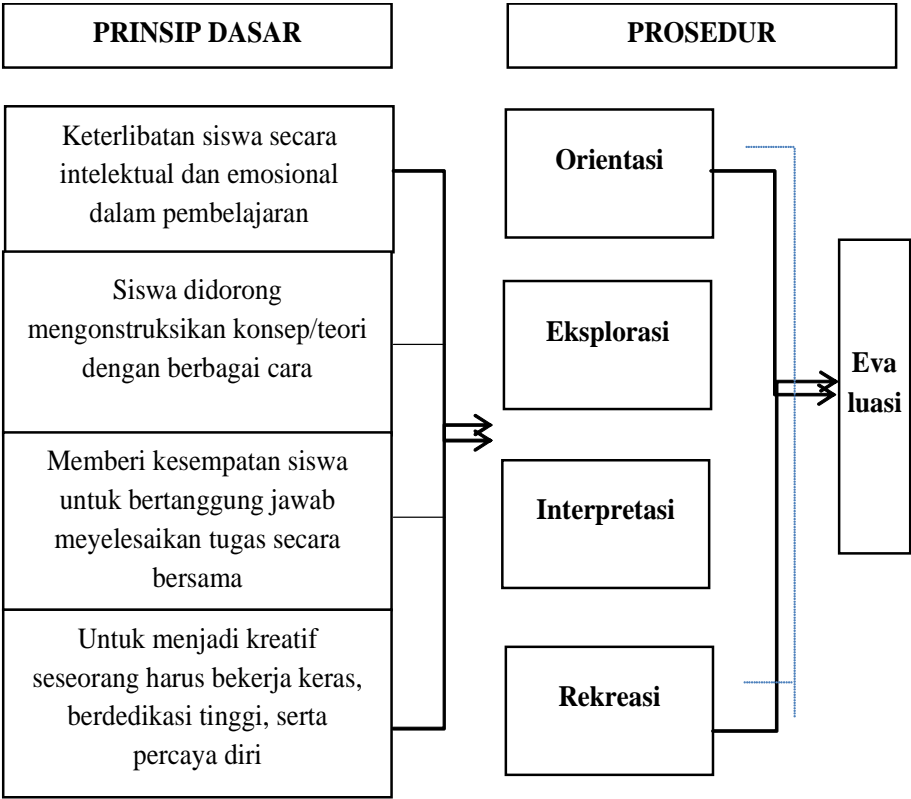 PRINSIP DASAR
PROSEDUR
Keterlibatan siswa secara
intelektual dan emosional
dalam pembelajaran
Siswa didorong
mengonstruksikan konsep/teori
dengan berbagai cara
Memberi kesempatan siswa
untuk bertanggung jawab
meyelesaikan tugas secara
bersama
Untuk menjadi kreatif
seseorang harus bekerja keras,
berdedikasi tinggi, serta
percaya diri
Orientasi
Eksplorasi
Interpretasi
Rekreasi
Eva
luasi